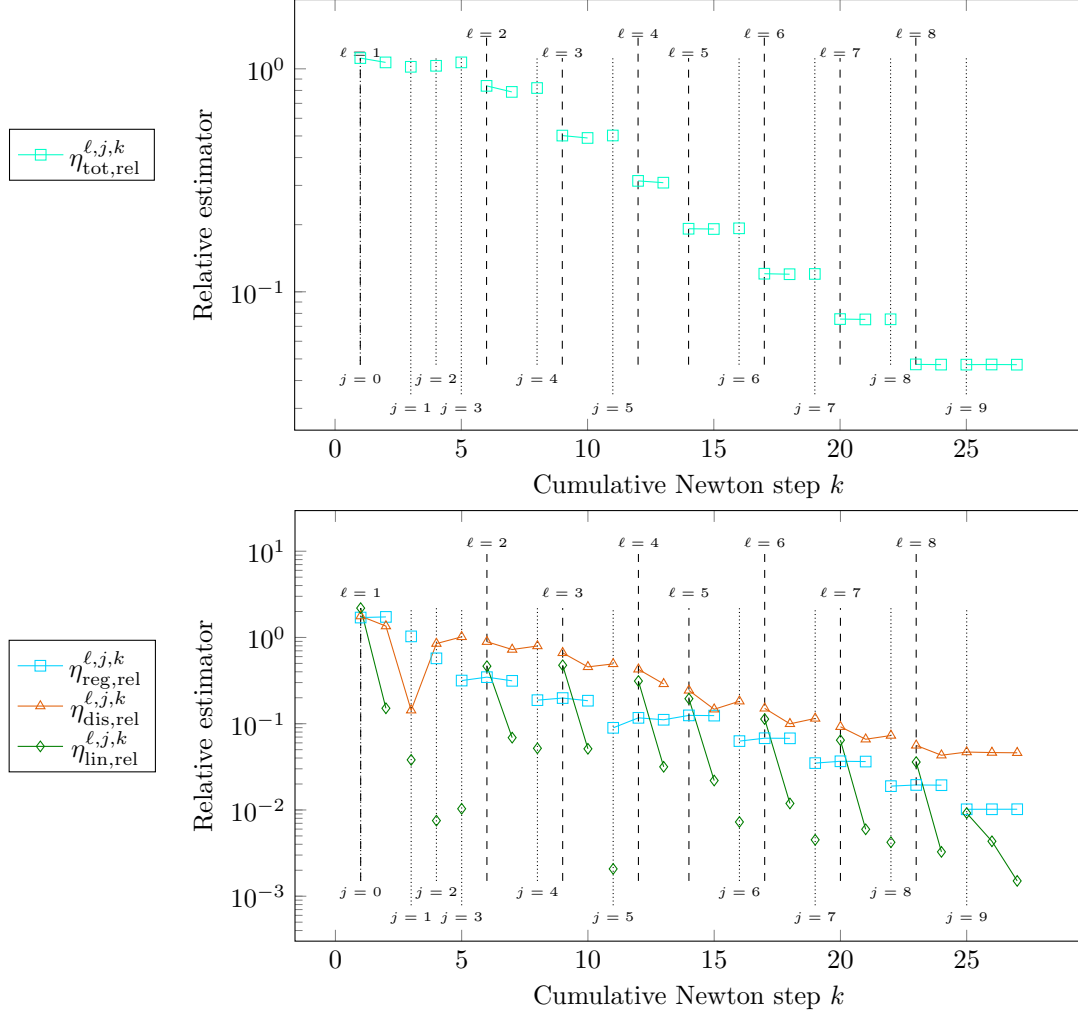 ℓ = 2 ℓ = 4 ℓ = 6 ℓ = 8
ℓ = 1 ℓ = 3 ℓ = 5 ℓ = 7
10^0
10^{-1}
η_{tot,rel}^{ℓ,j,k}
Relative estimator
j = 0 j = 2 j = 4 j = 6 j = 8
j = 1 j = 3 j = 5 j = 7 j = 9
0 5 10 15 20 25
Cumulative Newton step k
ℓ = 2 ℓ = 4 ℓ = 6 ℓ = 8
ℓ = 1 ℓ = 3 ℓ = 5 ℓ = 7
10^1
10^0
10^{-1}
10^{-2}
10^{-3}
η_{reg,rel}^{ℓ,j,k}
η_{dis,rel}^{ℓ,j,k}
η_{lin,rel}^{ℓ,j,k}
Relative estimator
j = 0 j = 2 j = 4 j = 6 j = 8
j = 1 j = 3 j = 5 j = 7 j = 9
0 5 10 15 20 25
Cumulative Newton step k